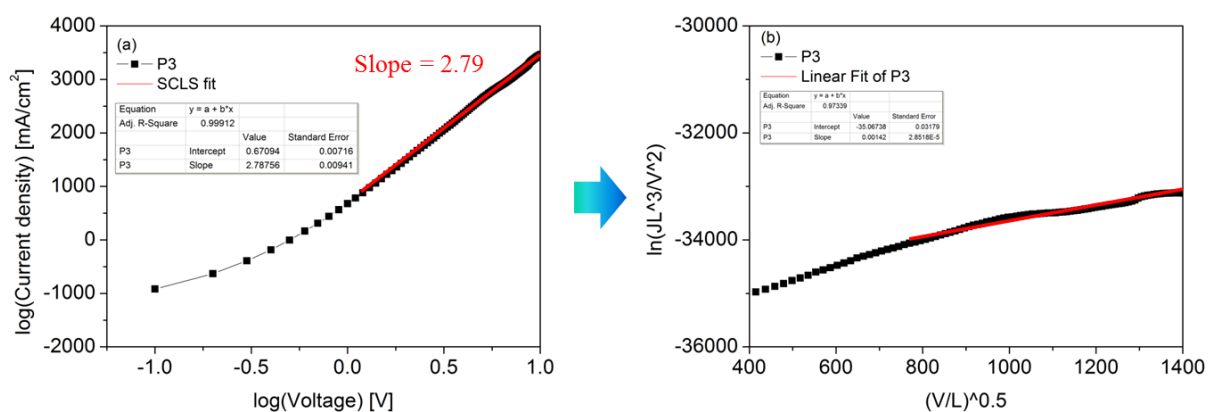 (a)
P3
SCLS fit
Slope = 2.79
Equation y = a + b*x
Adj. R-Square 0.99912
Value Standard Error
P3 Intercept 0.67094 0.00716
P3 Slope 2.78756 0.00941
4000
3000
2000
1000
0
-1000
-2000
log(Current density) [mA/cm²]
-1.0 -0.5 0.0 0.5 1.0
log(Voltage) [V]
(b)
P3
Linear Fit of P3
Equation y = a + b*x
Adj. R-Square 0.97339
Value Standard Error
P3 Intercept -35.06738 0.03179
P3 Slope 0.00142 2.8518E-5
-30000
-32000
-34000
-36000
ln(JL^3/V^2)
400 600 800 1000 1200 1400
(V/L)^0.5